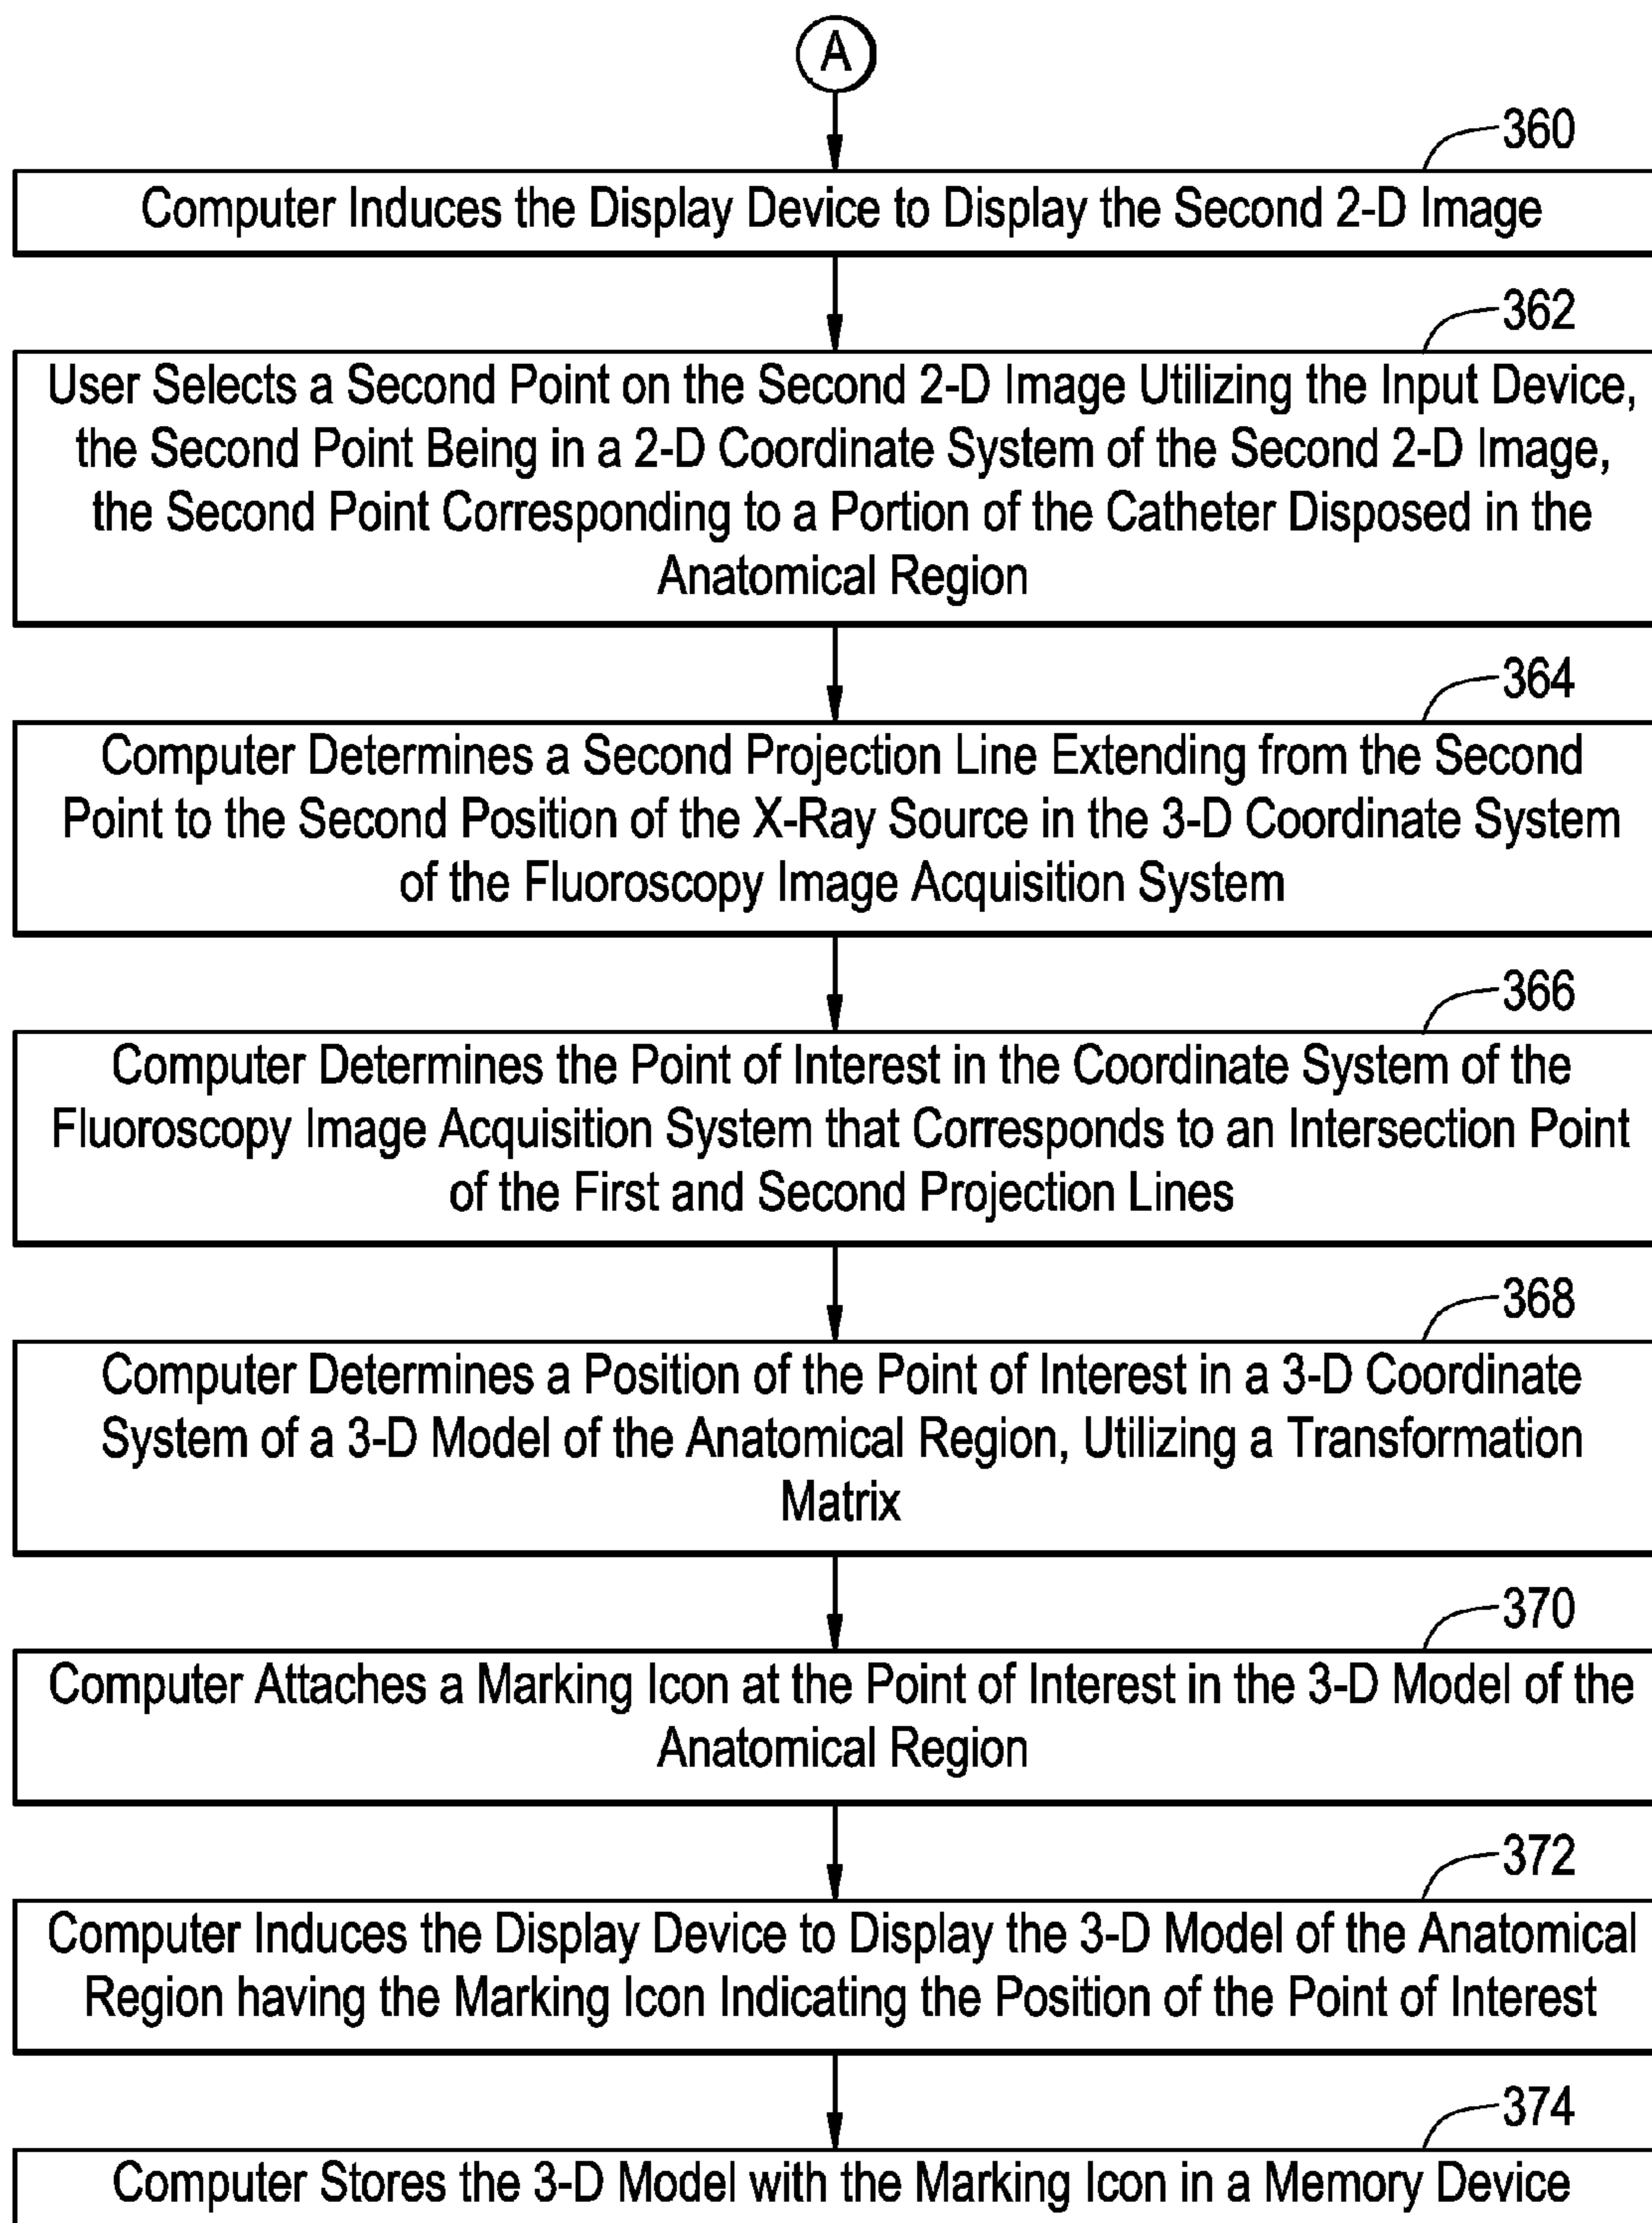 A
360
Computer Induces the Display Device to Display the Second 2-D Image
362
User Selects a Second Point on the Second 2-D Image Utilizing the Input Device,
the Second Point Being in a 2-D Coordinate System of the Second 2-D Image,
the Second Point Corresponding to a Portion of the Catheter Disposed in the
Anatomical Region
364
Computer Determines a Second Projection Line Extending from the Second
Point to the Second Position of the X-Ray Source in the 3-D Coordinate System
of the Fluoroscopy Image Acquisition System
366
Computer Determines the Point of Interest in the Coordinate System of the
Fluoroscopy Image Acquisition System that Corresponds to an Intersection Point
of the First and Second Projection Lines
368
Computer Determines a Position of the Point of Interest in a 3-D Coordinate
System of a 3-D Model of the Anatomical Region, Utilizing a Transformation
Matrix
370
Computer Attaches a Marking Icon at the Point of Interest in the 3-D Model of the
Anatomical Region
372
Computer Induces the Display Device to Display the 3-D Model of the Anatomical
Region having the Marking Icon Indicating the Position of the Point of Interest
374
Computer Stores the 3-D Model with the Marking Icon in a Memory Device